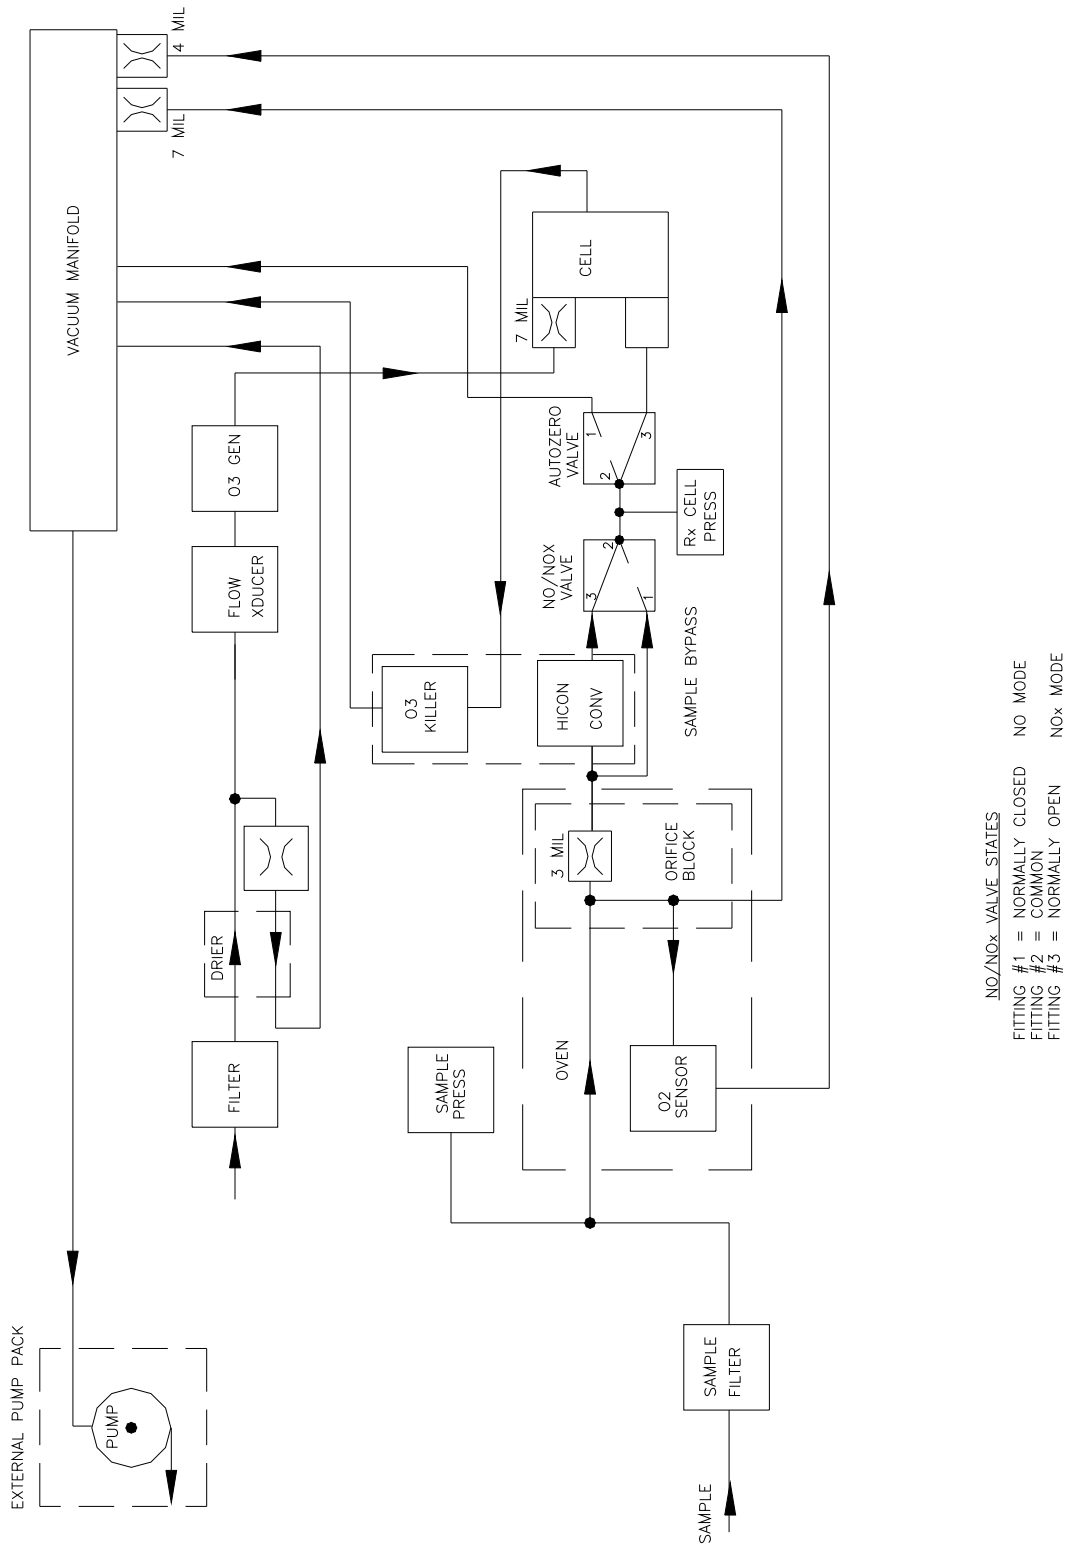 EXTERNAL PUMP PACK
PUMP
VACUUM MANIFOLD
7 MIL
4 MIL
FILTER
DRIER
FLOW
XDUCER
O3 GEN
SAMPLE
PRESS
O3
KILLER
7 MIL
CELL
OVEN
3 MIL
HICON
CONV
NO/NOX
VALVE
3
2
1
AUTOZERO
VALVE
2
1
3
Rx CELL
PRESS
SAMPLE BYPASS
ORIFICE
BLOCK
O2
SENSOR
SAMPLE
FILTER
SAMPLE
NO/NOx VALVE STATES
FITTING #1 = NORMALLY CLOSED NO MODE
FITTING #2 = COMMON
FITTING #3 = NORMALLY OPEN NOx MODE